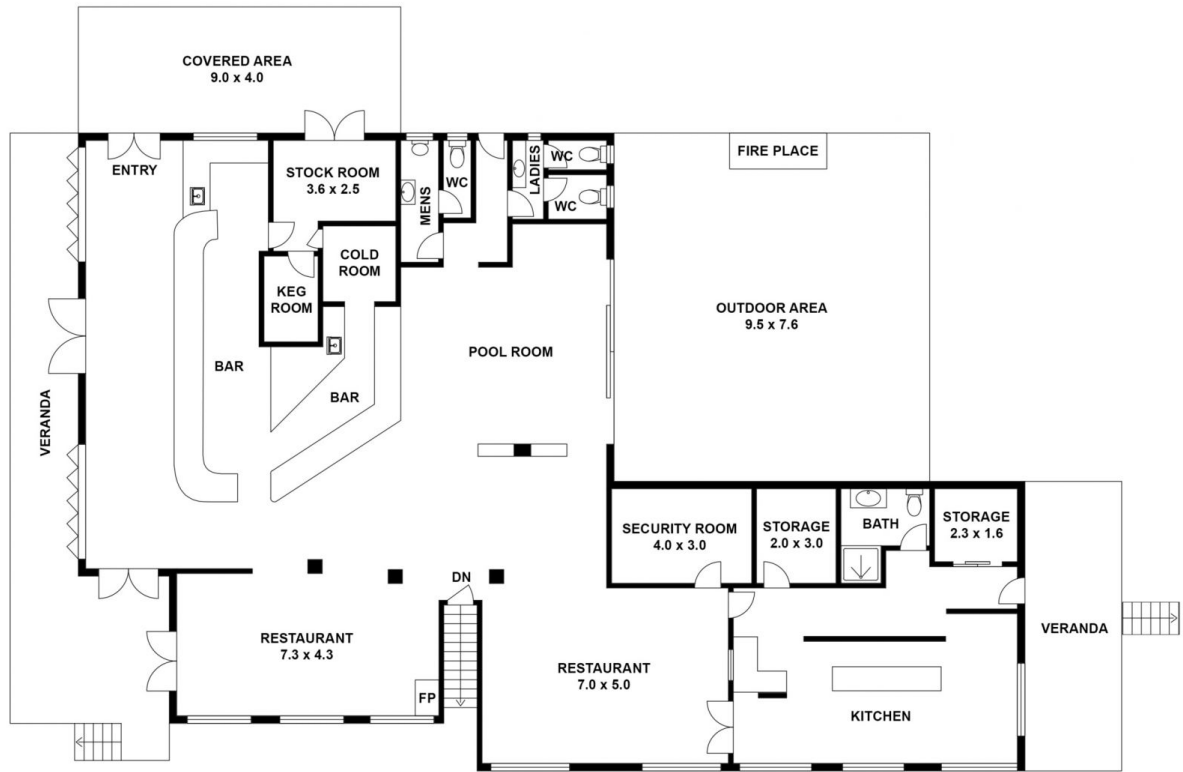 COVERED AREA
9.0 x 4.0
FIRE PLACE
ENTRY
STOCK ROOM
3.6 x 2.5
MENS
WC
LADIES
WC
WC
COLD
ROOM
KEG
ROOM
OUTDOOR AREA
9.5 x 7.6
POOL ROOM
BAR
BAR
VERANDA
SECURITY ROOM
4.0 x 3.0
STORAGE
2.0 x 3.0
BATH
STORAGE
2.3 x 1.6
DN
RESTAURANT
7.3 x 4.3
FP
RESTAURANT
7.0 x 5.0
KITCHEN
VERANDA